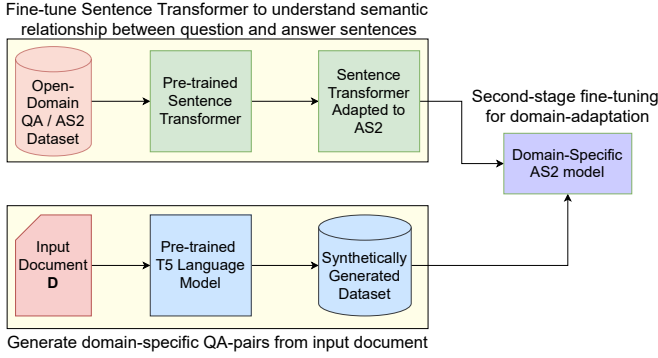 Fine-tune Sentence Transformer to understand semantic
relationship between question and answer sentences
Open-
Domain
QA / AS2
Dataset
Pre-trained
Sentence
Transformer
Sentence
Transformer
Adapted to
AS2
Second-stage fine-tuning
for domain-adaptation
Domain-Specific
AS2 model
Input
Document
D
Pre-trained
T5 Language
Model
Synthetically
Generated
Dataset
Generate domain-specific QA-pairs from input document